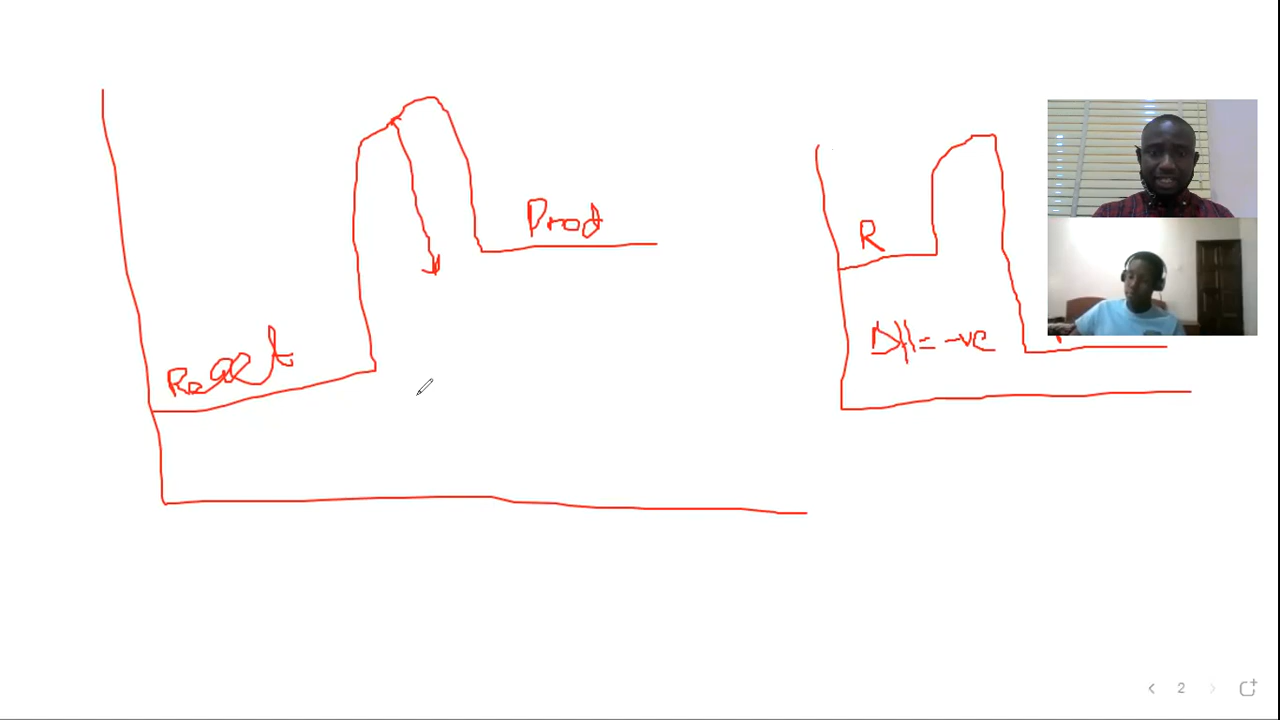 Prod
React
R
ΔH = -ve
2